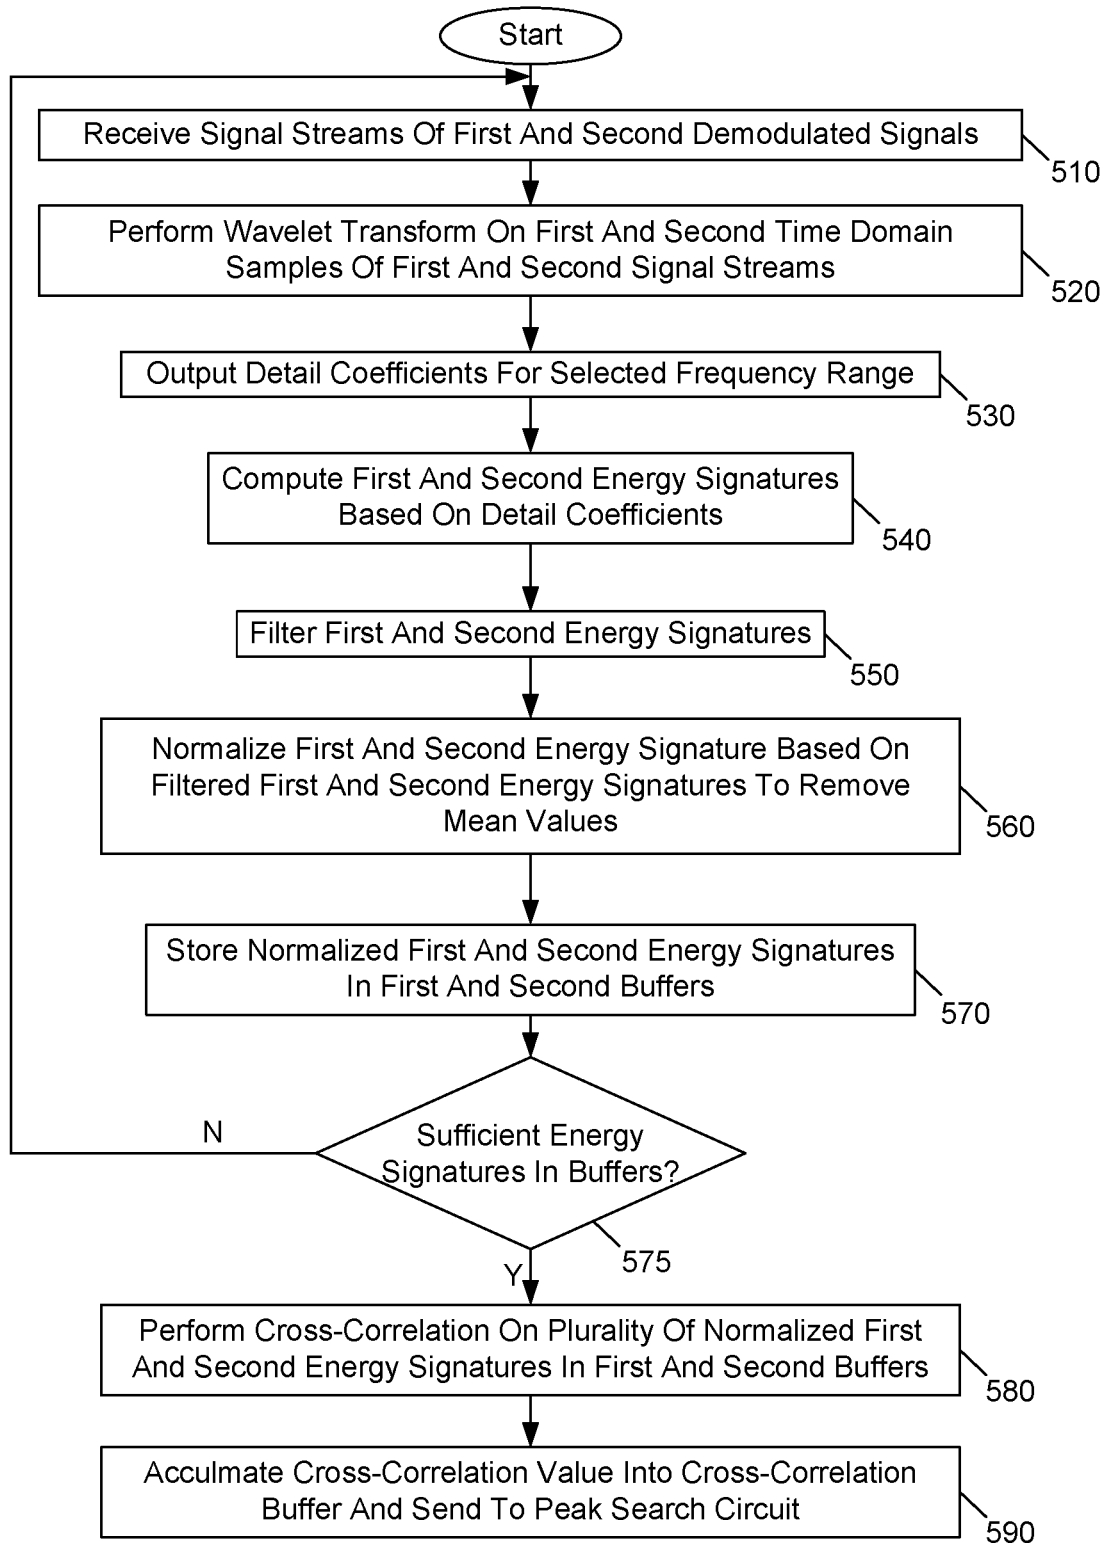 Start
Receive Signal Streams Of First And Second Demodulated Signals
510
Perform Wavelet Transform On First And Second Time Domain
Samples Of First And Second Signal Streams
520
Output Detail Coefficients For Selected Frequency Range
530
Compute First And Second Energy Signatures
Based On Detail Coefficients
540
Filter First And Second Energy Signatures
550
Normalize First And Second Energy Signature Based On
Filtered First And Second Energy Signatures To Remove
Mean Values
560
Store Normalized First And Second Energy Signatures
In First And Second Buffers
570
N
Sufficient Energy
Signatures In Buffers?
575
Y
Perform Cross-Correlation On Plurality Of Normalized First
And Second Energy Signatures In First And Second Buffers
580
Acculmate Cross-Correlation Value Into Cross-Correlation
Buffer And Send To Peak Search Circuit
590